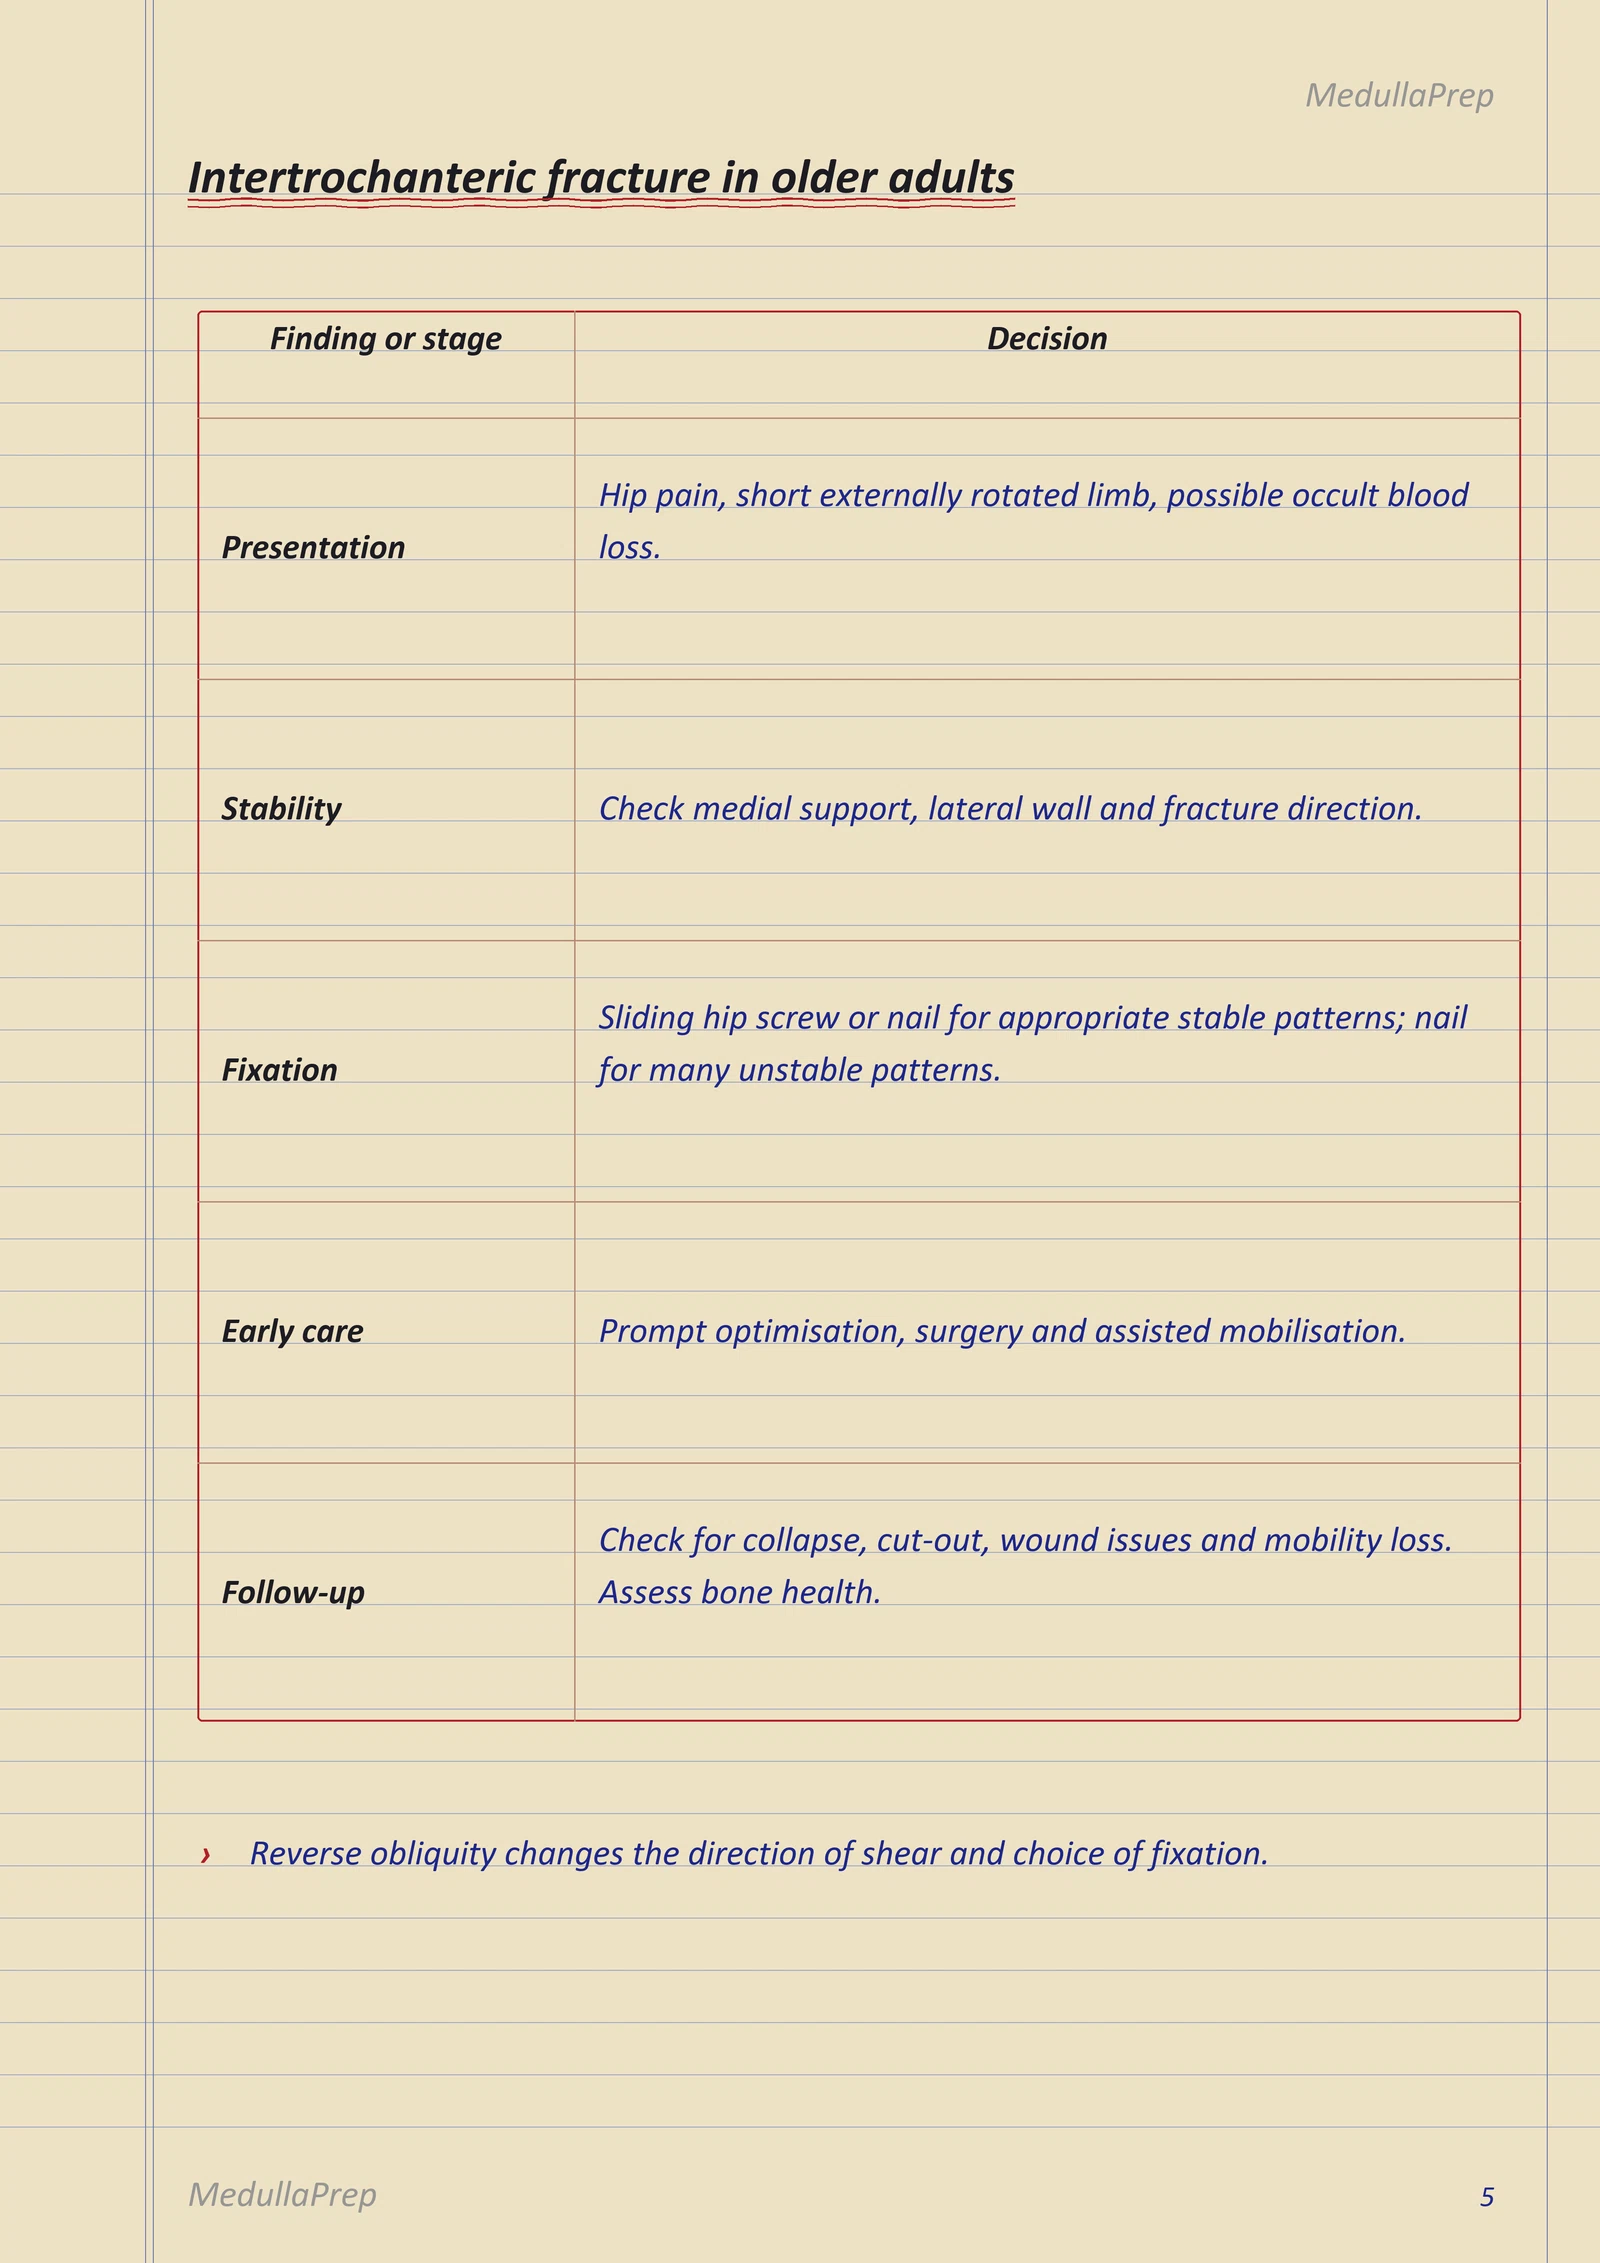 MedullaPrep
Intertrochanteric fracture in older adults
Finding or stage
Decision
Presentation
Hip pain, short externally rotated limb, possible occult blood
loss.
Stability
Check medial support, lateral wall and fracture direction.
Fixation
Sliding hip screw or nail for appropriate stable patterns; nail
for many unstable patterns.
Early care
Prompt optimisation, surgery and assisted mobilisation.
Follow-up
Check for collapse, cut-out, wound issues and mobility loss.
Assess bone health.
› Reverse obliquity changes the direction of shear and choice of fixation.
MedullaPrep
5